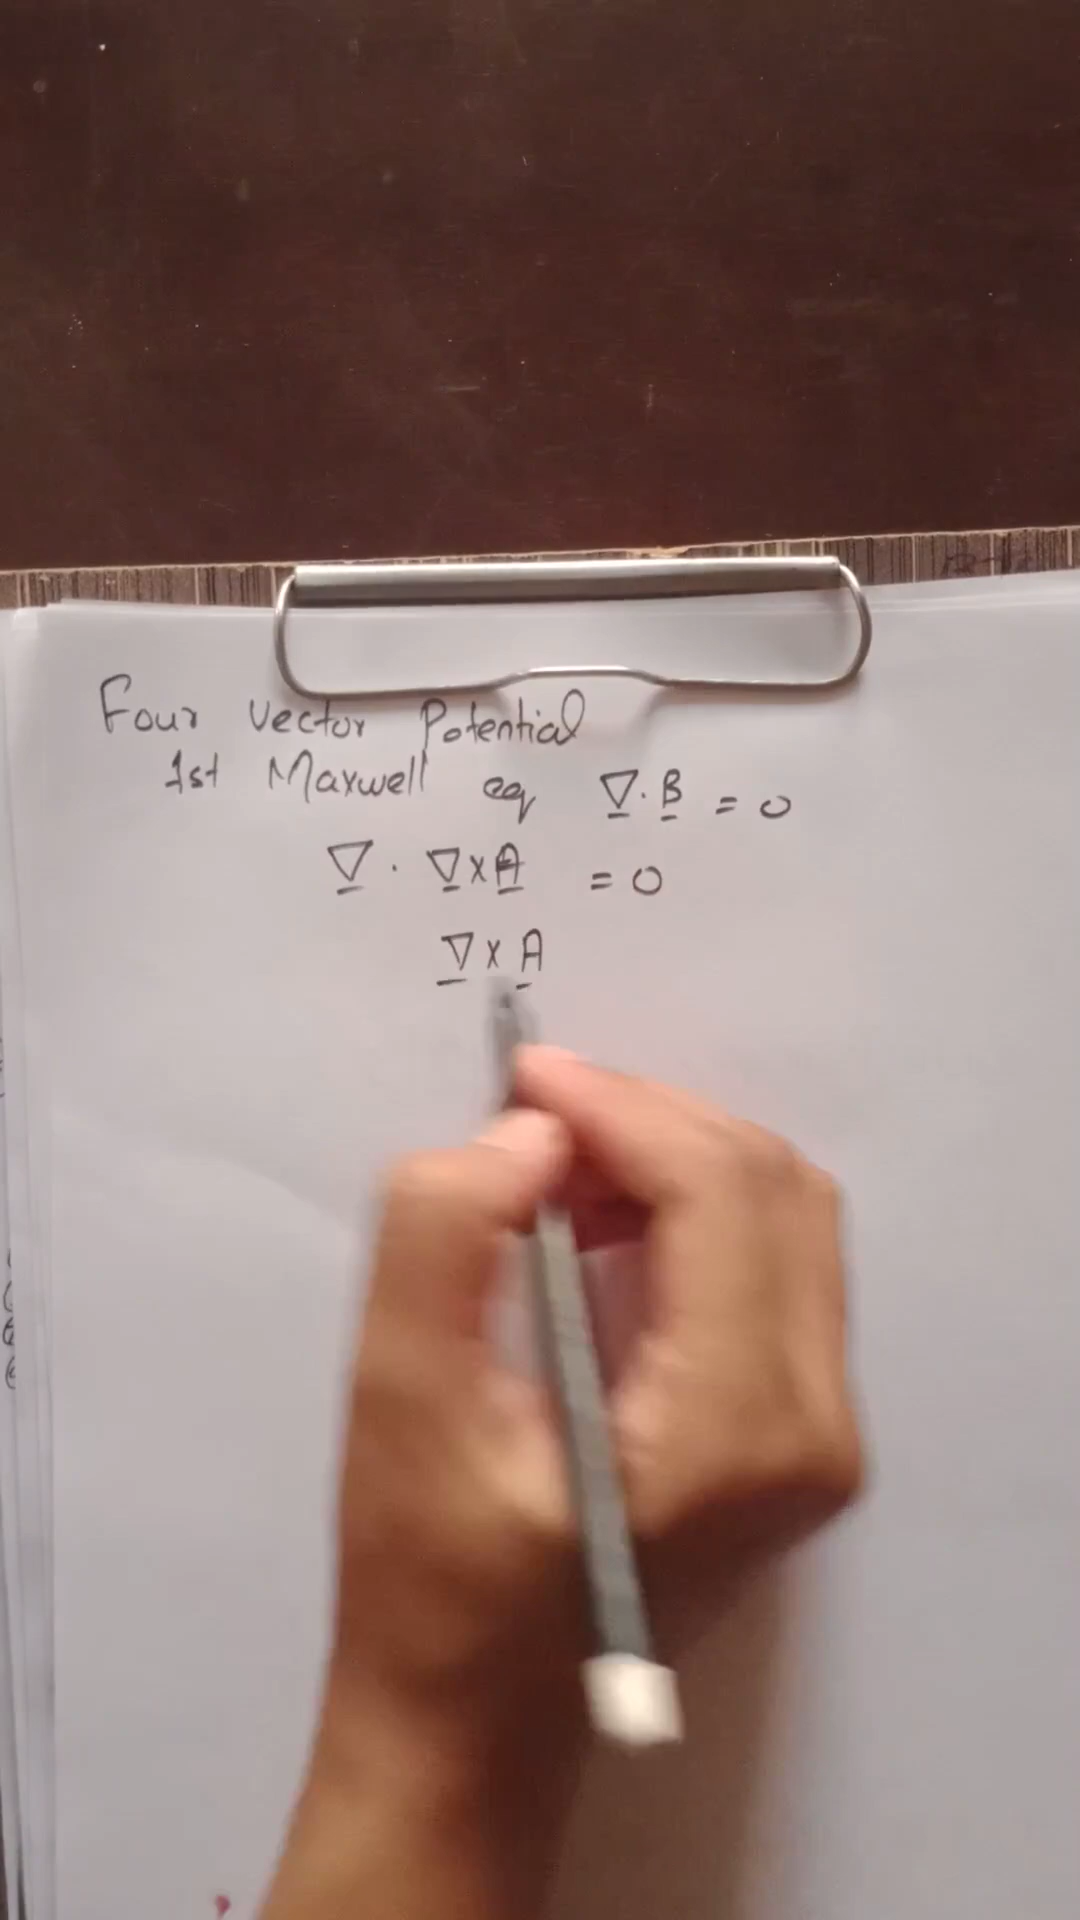 Four Vector Potential
1st Maxwell eq ∇ · B = 0
∇ · ∇ × A = 0
∇ × A